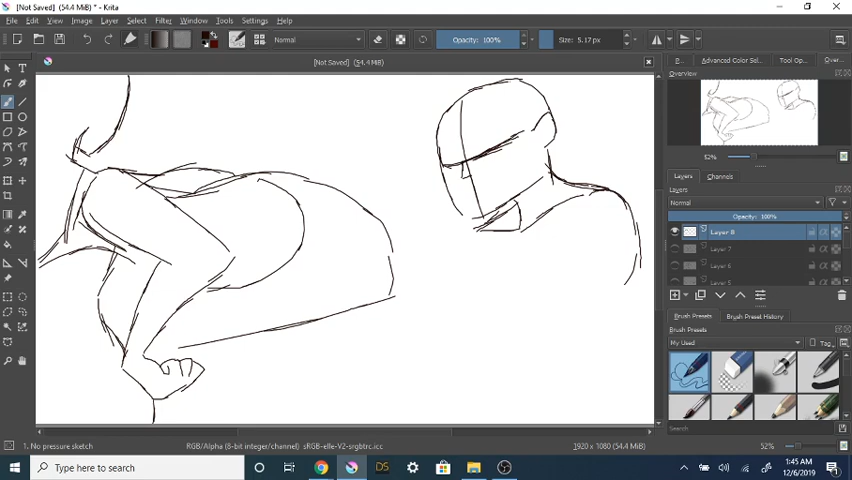 [Not Saved] (54.4 MiB) * - Krita
File Edit View Image Layer Select Filter Tools Window Settings Help
Normal Opacity: 100% Size: 5.17 px
[Not Saved] (54.4 MiB)
P... Advanced Color Sel... Tool Op... Over...
Overview
52%
Layers Channels
Layers
Normal
Opacity: 100%
Layer 8
Layer 7
Layer 6
Layer 5
Brush Presets Brush Preset History
Brush Presets
My Used Tag
Search
1. No pressure sketch RGB/Alpha (8-bit integer/channel) sRGB-elle-V2-srgbtrc.icc 1920 x 1080 (54.4 MiB) 52%
Type here to search DS 1:45 AM
12/6/2019